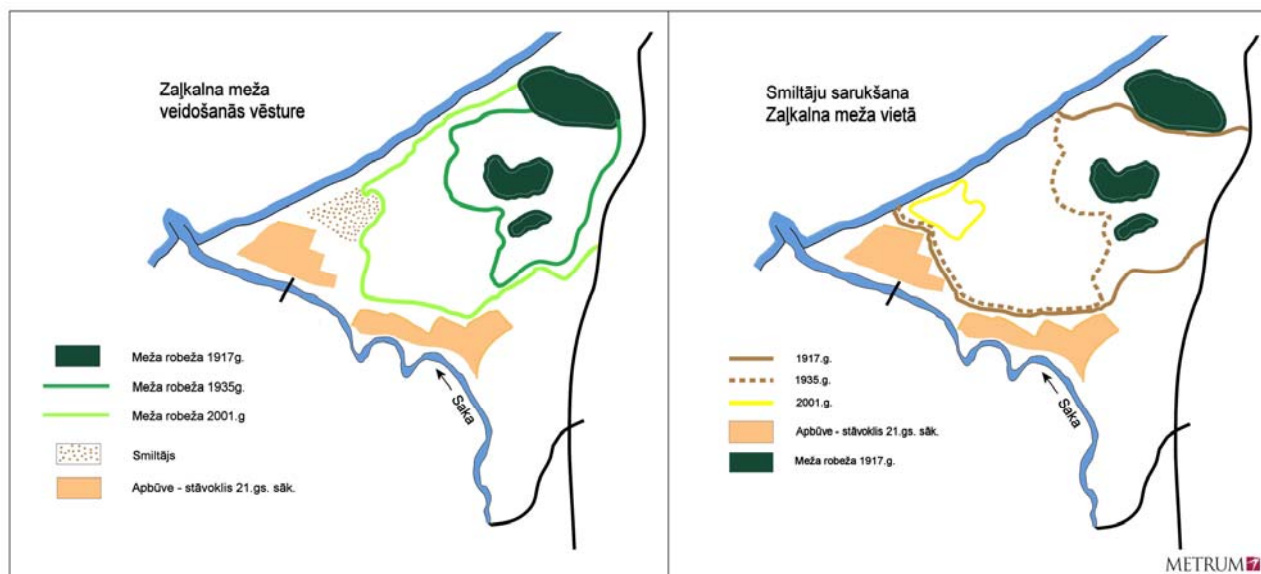 Zaļkalna meža
veidošanās vēsture
Meža robeža 1917g.
Meža robeža 1935g.
Meža robeža 2001.g
Smiltājs
Apbūve - stāvoklis 21.gs. sāk.
Saka
Smiltāju sarukšana
Zaļkalna meža vietā
1917.g.
1935.g.
2001.g.
Apbūve - stāvoklis 21.gs. sāk.
Meža robeža 1917.g.
Saka
METRUM